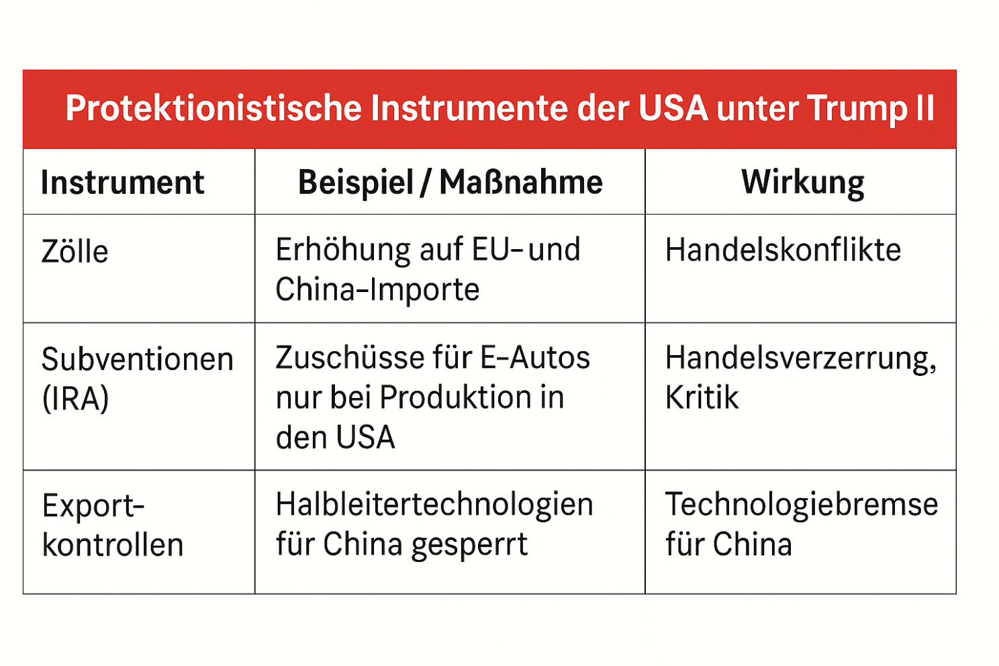 Protektionistische Instrumente der USA unter Trump II
Instrument
Beispiel / Maßnahme
Wirkung
Zölle
Erhöhung auf EU- und
China-Importe
Handelskonflikte
Subventionen
(IRA)
Zuschüsse für E-Autos
nur bei Produktion in
den USA
Handelsverzerrung,
Kritik
Export-
kontrollen
Halbleitertechnologien
für China gesperrt
Technologiebremse
für China